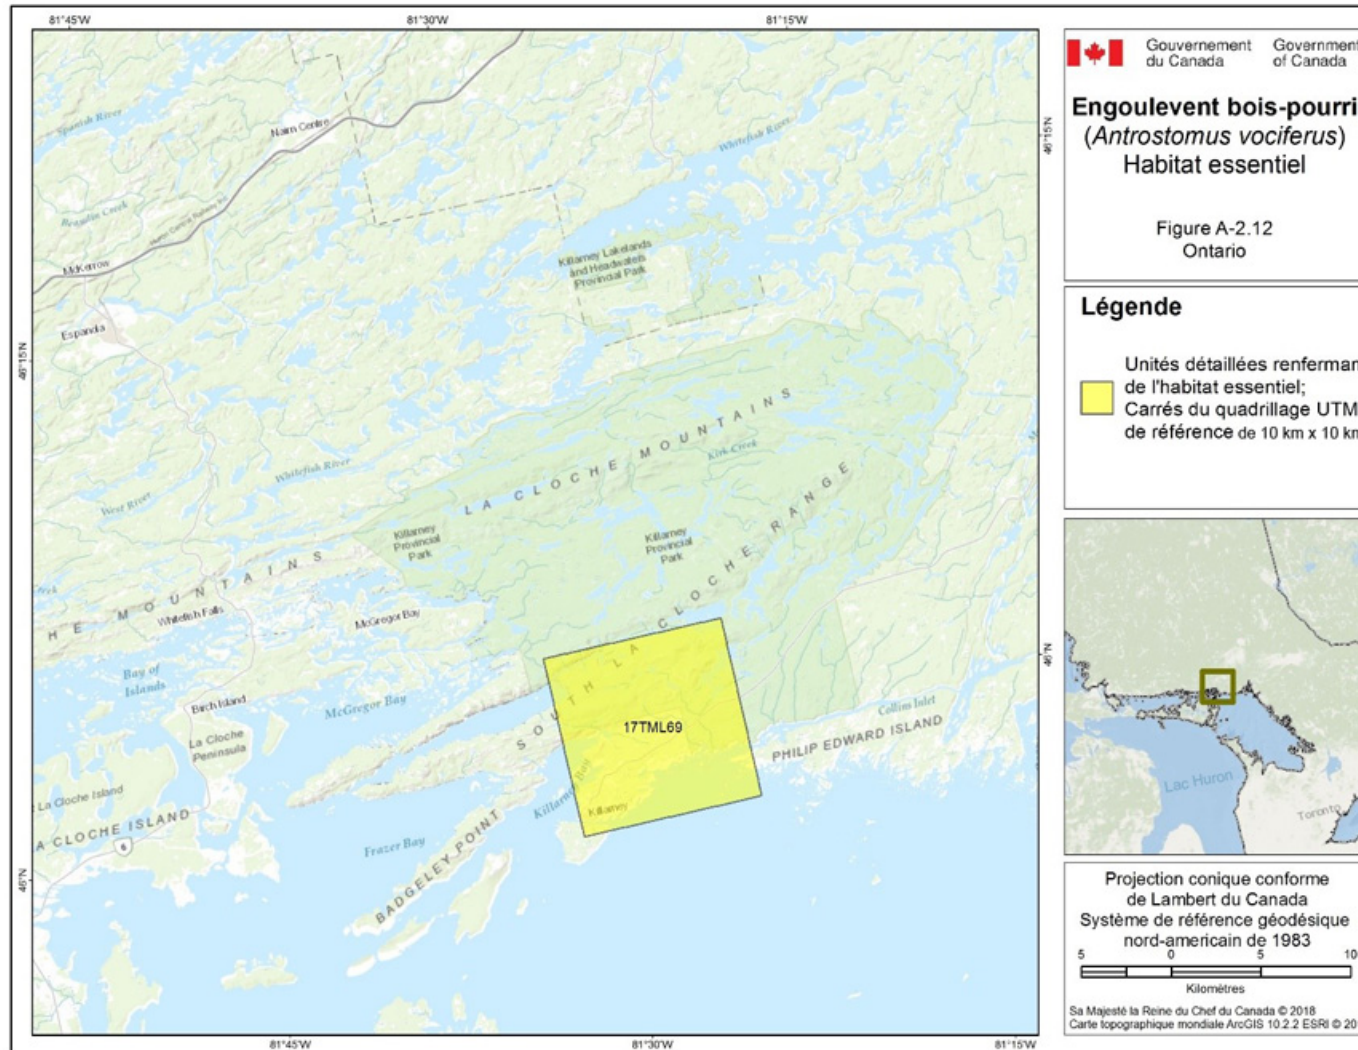 81°45'W
81°30'W
81°15'W
Spanish River
Nairn Centre
Whitefish River
46°15'N
Brazilin Creek
Huron Central Railway Rd
McKerrow
Killarney Lakelands
and Headwaters
Provincial Park
Espanola
46°15'N
LA CLOCHE MOUNTAINS
Kirk Creek
Whitefish River
West River
Killarney
Provincial
Park
Killarney
Provincial
Park
SOUTH LA CLOCHE RANGE
HE MOUNTAINS
Whitefish Falls
McGregor Bay
46°N
Bay of
Islands
Birch Island
McGregor Bay
La Cloche
Peninsula
Collins Inlet
PHILIP EDWARD ISLAND
17TML69
La Cloche Island
A CLOCHE ISLAND
6
Killarney Bay
Killarney
Frazer Bay
BADGELEY POINT
46°N
81°45'W
81°30'W
81°15'W
Gouvernement
du Canada
Government
of Canada
Engoulevent bois-pourri
(Antrostomus vociferus)
Habitat essentiel
Figure A-2.12
Ontario
Légende
Unités détaillées renferman
de l'habitat essentiel;
Carrés du quadrillage UTM
de référence de 10 km x 10 km
Lac Huron
Toronto
Projection conique conforme
de Lambert du Canada
Système de référence géodésique
nord-americain de 1983
5 0 5 10
Kilomètres
Sa Majesté la Reine du Chef du Canada © 2018
Carte topographique mondiale ArcGIS 10.2.2 ESRI © 20